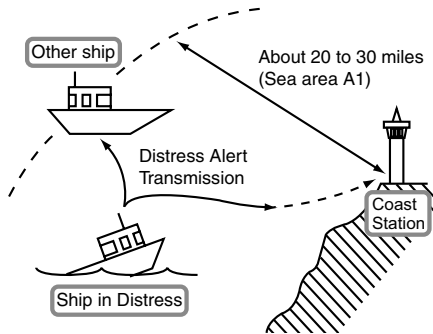 Other ship
About 20 to 30 miles
(Sea area A1)
Distress Alert
Transmission
Coast
Station
Ship in Distress